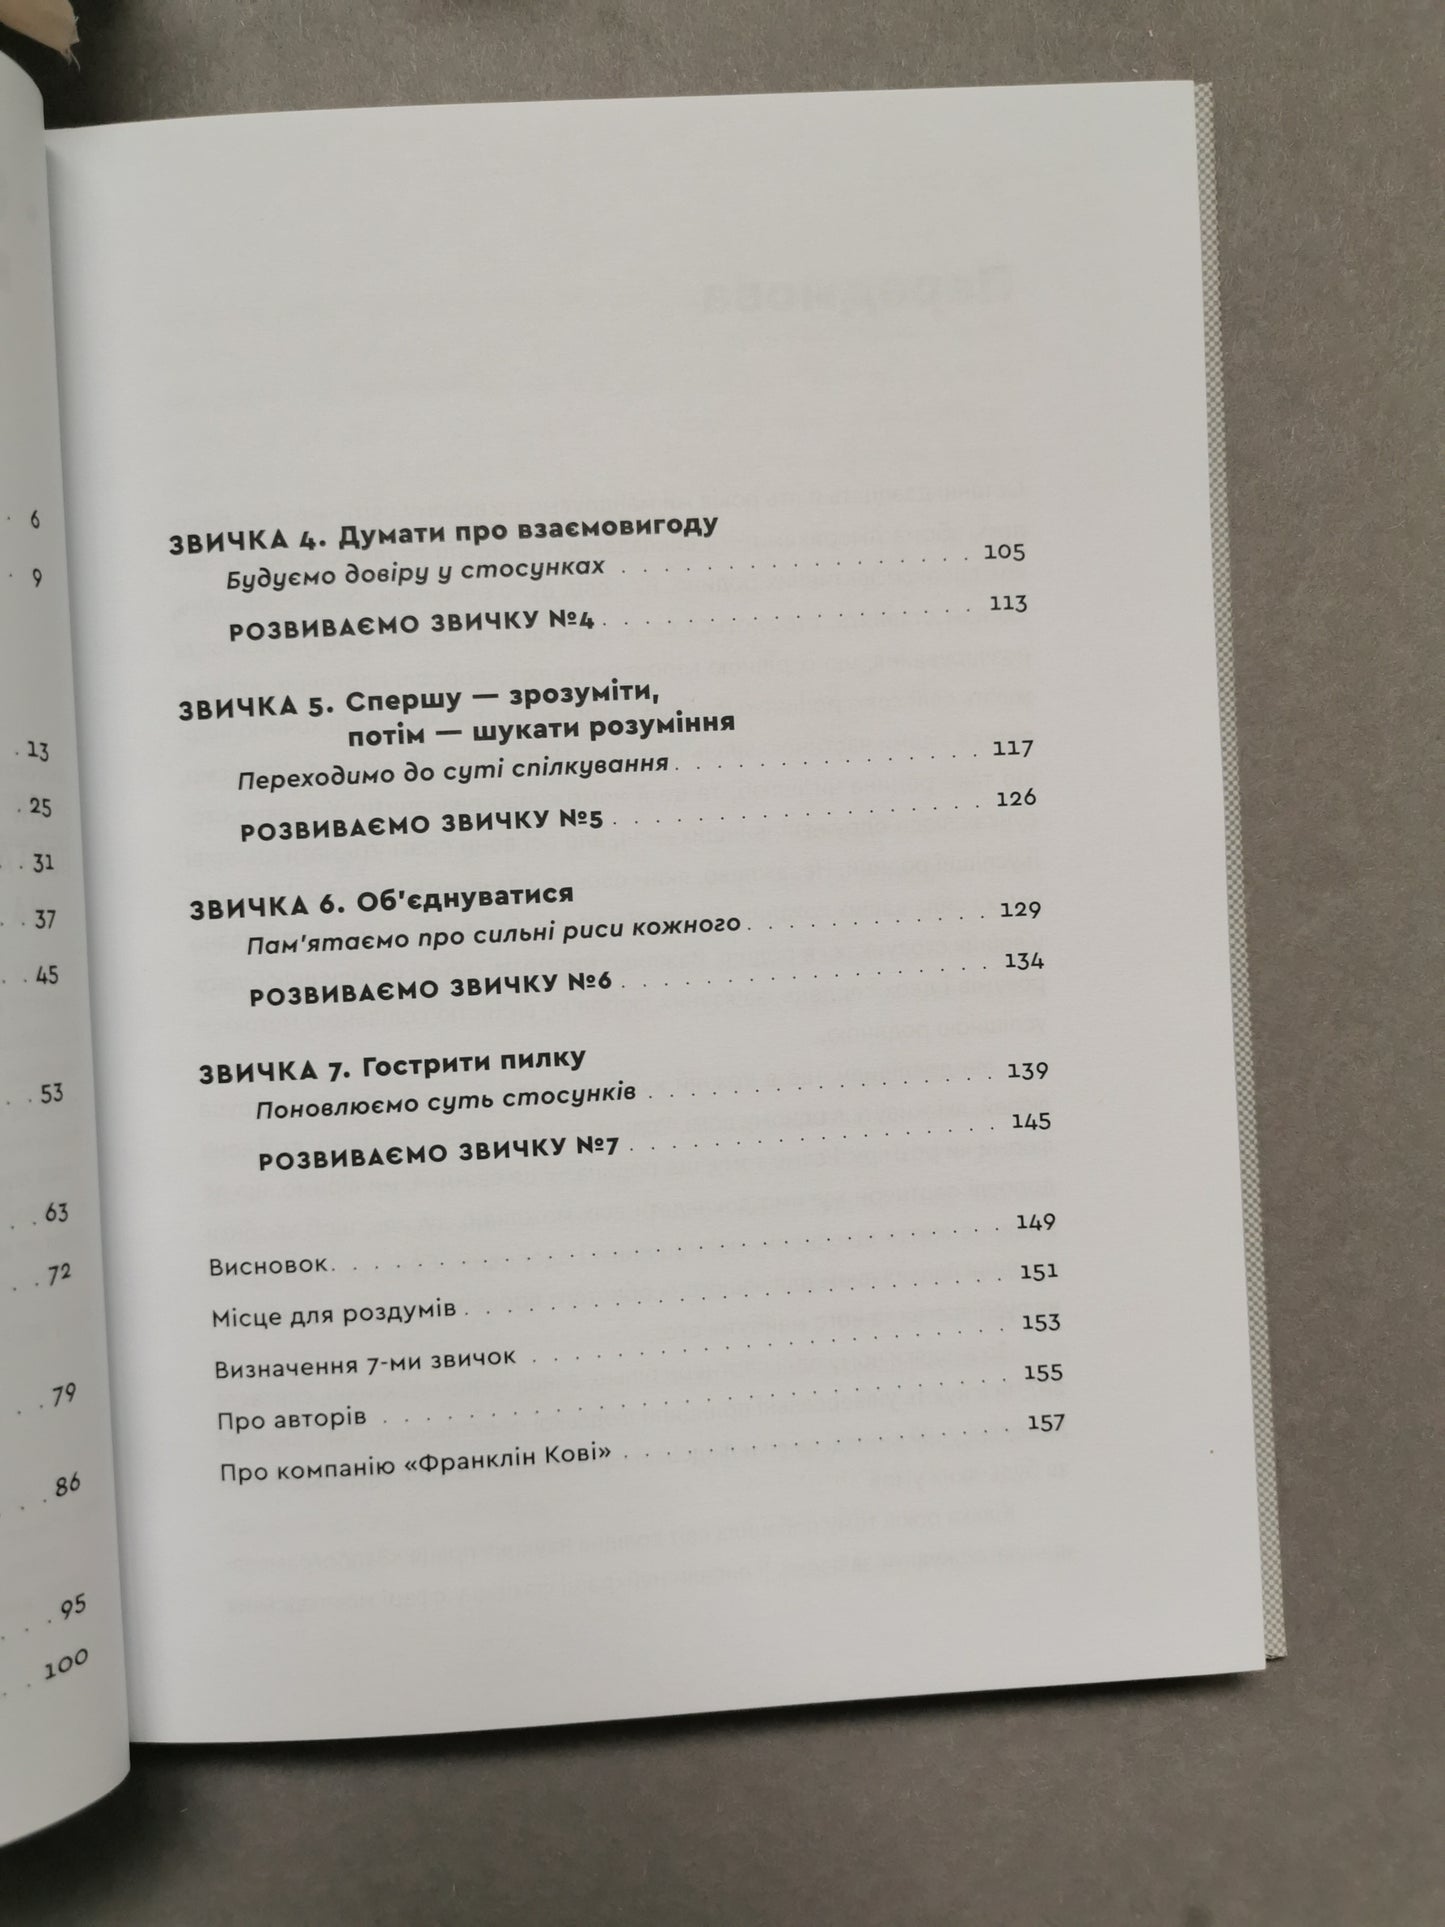 6
9
13
25
31
37
45
53
63
72
79
86
95
100
ЗВИЧКА 4. Думати про взаємовигоду
Будуємо довіру у стосунках . . . . . . . . . . . . . . . . 105
РОЗВИВАЄМО ЗВИЧКУ №4 . . . . . . . . . . . . . . . . 113
ЗВИЧКА 5. Спершу — зрозуміти,
потім — шукати розуміння
Переходимо до суті спілкування . . . . . . . . . . . . . 117
РОЗВИВАЄМО ЗВИЧКУ №5 . . . . . . . . . . . . . . . . 126
ЗВИЧКА 6. Об'єднуватися
Пам'ятаємо про сильні риси кожного . . . . . . . . . . . 129
РОЗВИВАЄМО ЗВИЧКУ №6 . . . . . . . . . . . . . . . . 134
ЗВИЧКА 7. Гострити пилку
Поновлюємо суть стосунків . . . . . . . . . . . . . . . 139
РОЗВИВАЄМО ЗВИЧКУ №7 . . . . . . . . . . . . . . . . 145
Висновок . . . . . . . . . . . . . . . . . . . . . . . . . 149
Місце для роздумів . . . . . . . . . . . . . . . . . . . . 151
Визначення 7-ми звичок . . . . . . . . . . . . . . . . . . 153
Про авторів . . . . . . . . . . . . . . . . . . . . . . . . 155
Про компанію «Франклін Кові» . . . . . . . . . . . . . . . 157